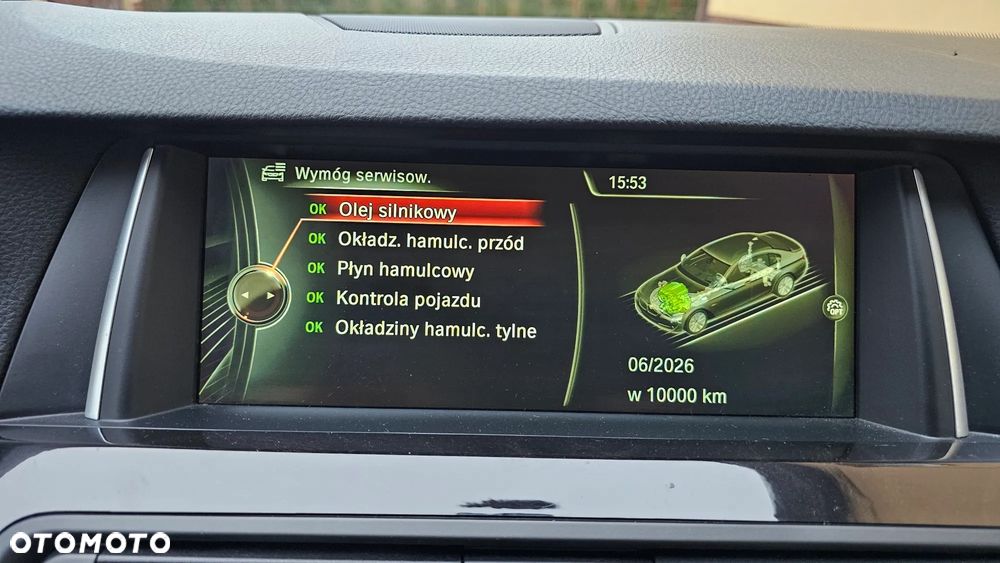 Wymóg serwisow.
15:53
OK Olej silnikowy
OK Okładz. hamulc. przód
OK Płyn hamulcowy
OK Kontrola pojazdu
OK Okładziny hamulc. tylne
OPT
06/2026
w 10000 km
OTOMOTO